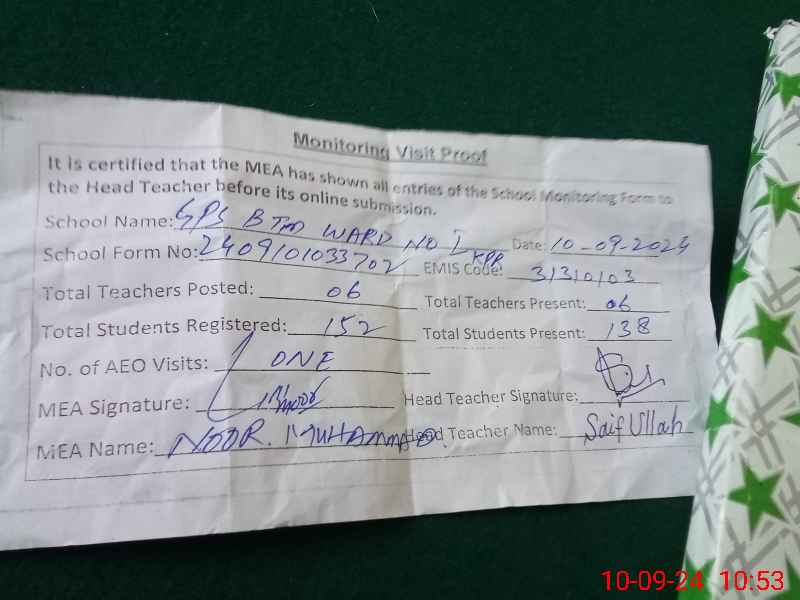 Monitoring Visit Proof
It is certified that the MEA has shown all entries of the School Monitoring Form to
the Head Teacher before its online submission.
School Name: GPS B TMD WARD NO 1 KPR Date: 10-09-2024
School Form No: 2409101033702 EMIS Code: 31310103
Total Teachers Posted: 06 Total Teachers Present: 06
Total Students Registered: 152 Total Students Present: 138
No. of AEO Visits: ONE
MEA Signature: Head Teacher Signature:
MEA Name: NOOR. MUHAMMAD. Head Teacher Name: Saif Ullah
10-09-24 10:53